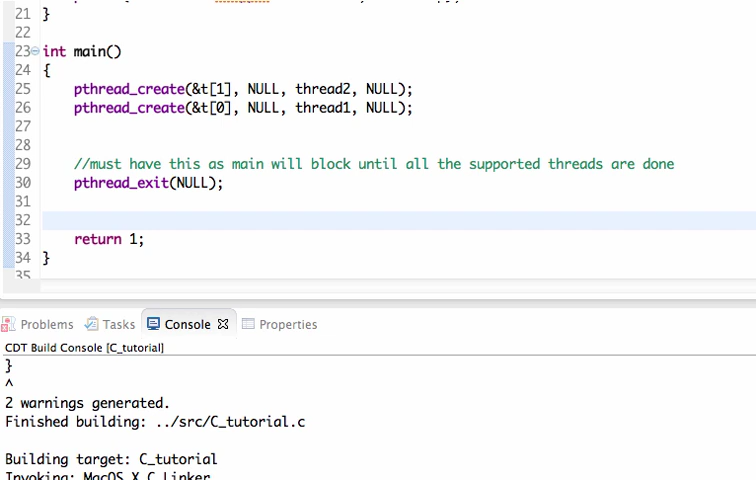 21 }
22
23 int main()
24 {
25 pthread_create(&t[1], NULL, thread2, NULL);
26 pthread_create(&t[0], NULL, thread1, NULL);
27
28
29 //must have this as main will block until all the supported threads are done
30 pthread_exit(NULL);
31
32
33 return 1;
34 }
35
Problems Tasks Console Properties
CDT Build Console [C_tutorial]
}
^
2 warnings generated.
Finished building: ../src/C_tutorial.c
Building target: C_tutorial
Invoking: MacOS X C Linker